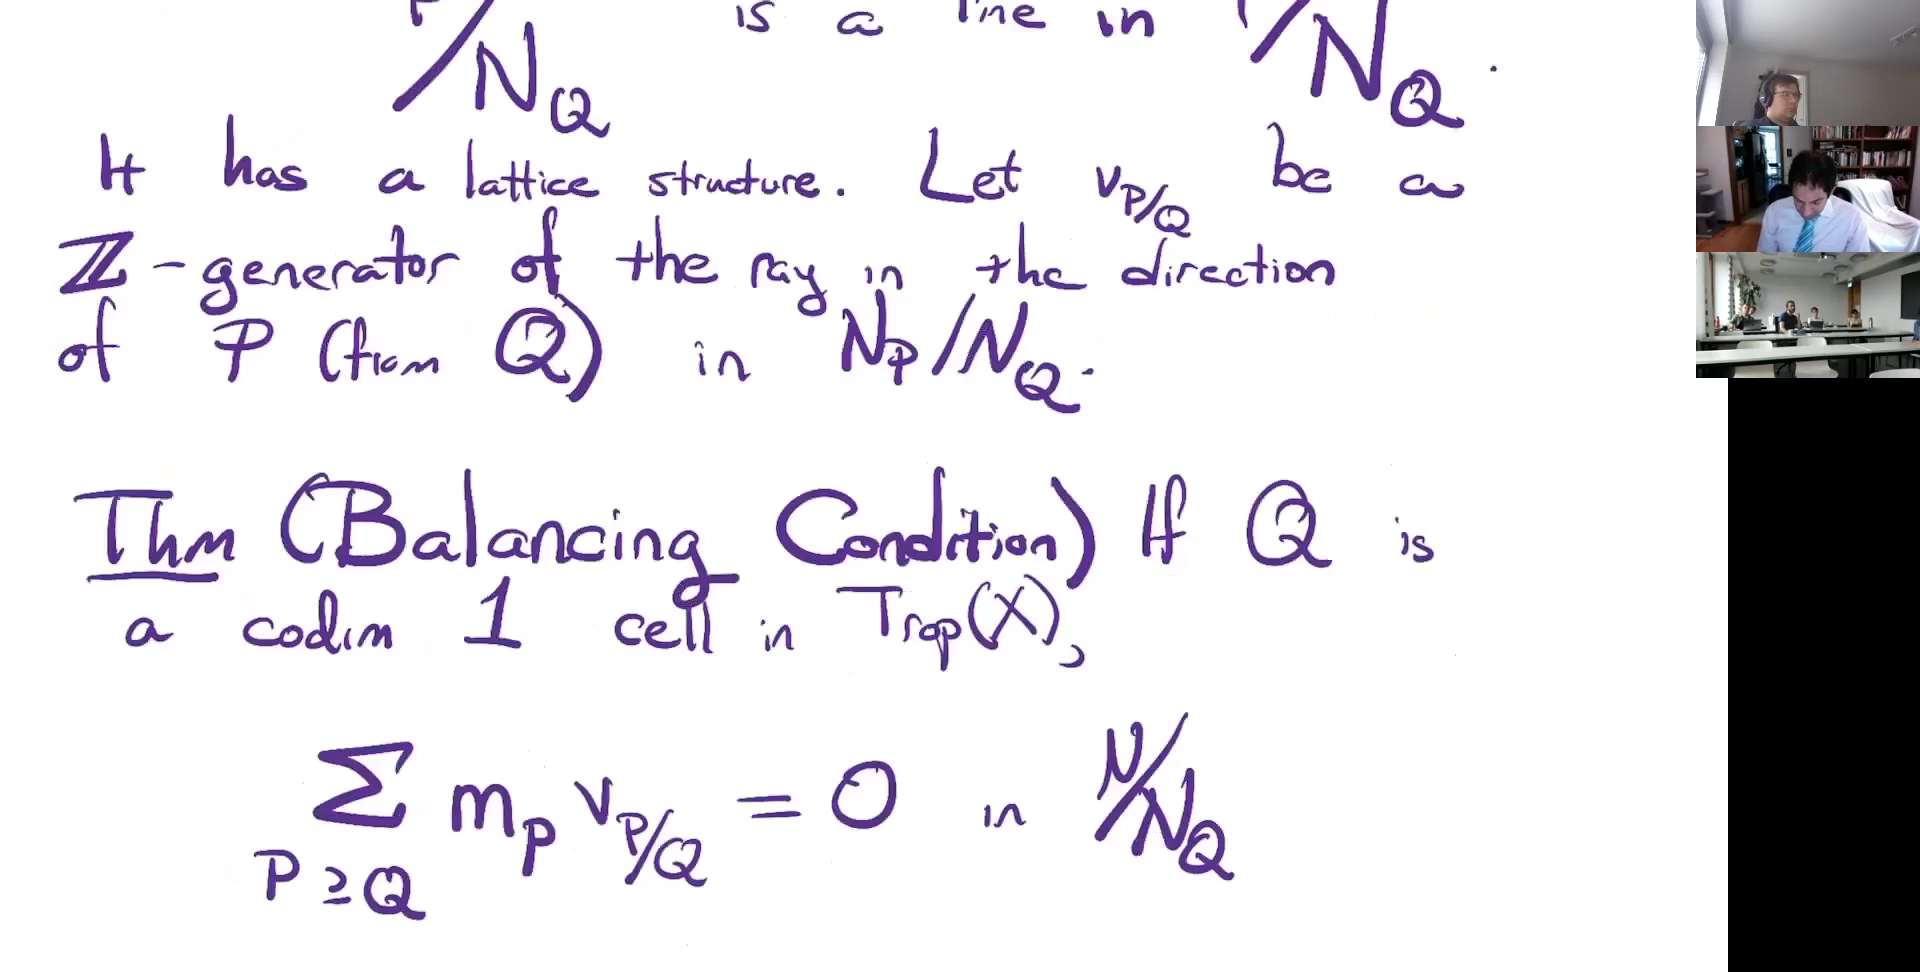 /N_Q is a line in /N_Q.
It has a lattice structure. Let v_{P/Q} be a
ℤ-generator of the ray in the direction
of P (from Q) in N_P/N_Q.
Thm (Balancing Condition) If Q is
a codim 1 cell in Trop(X),
Σ m_P v_{P/Q} = 0 in N/N_Q
P ⊇ Q